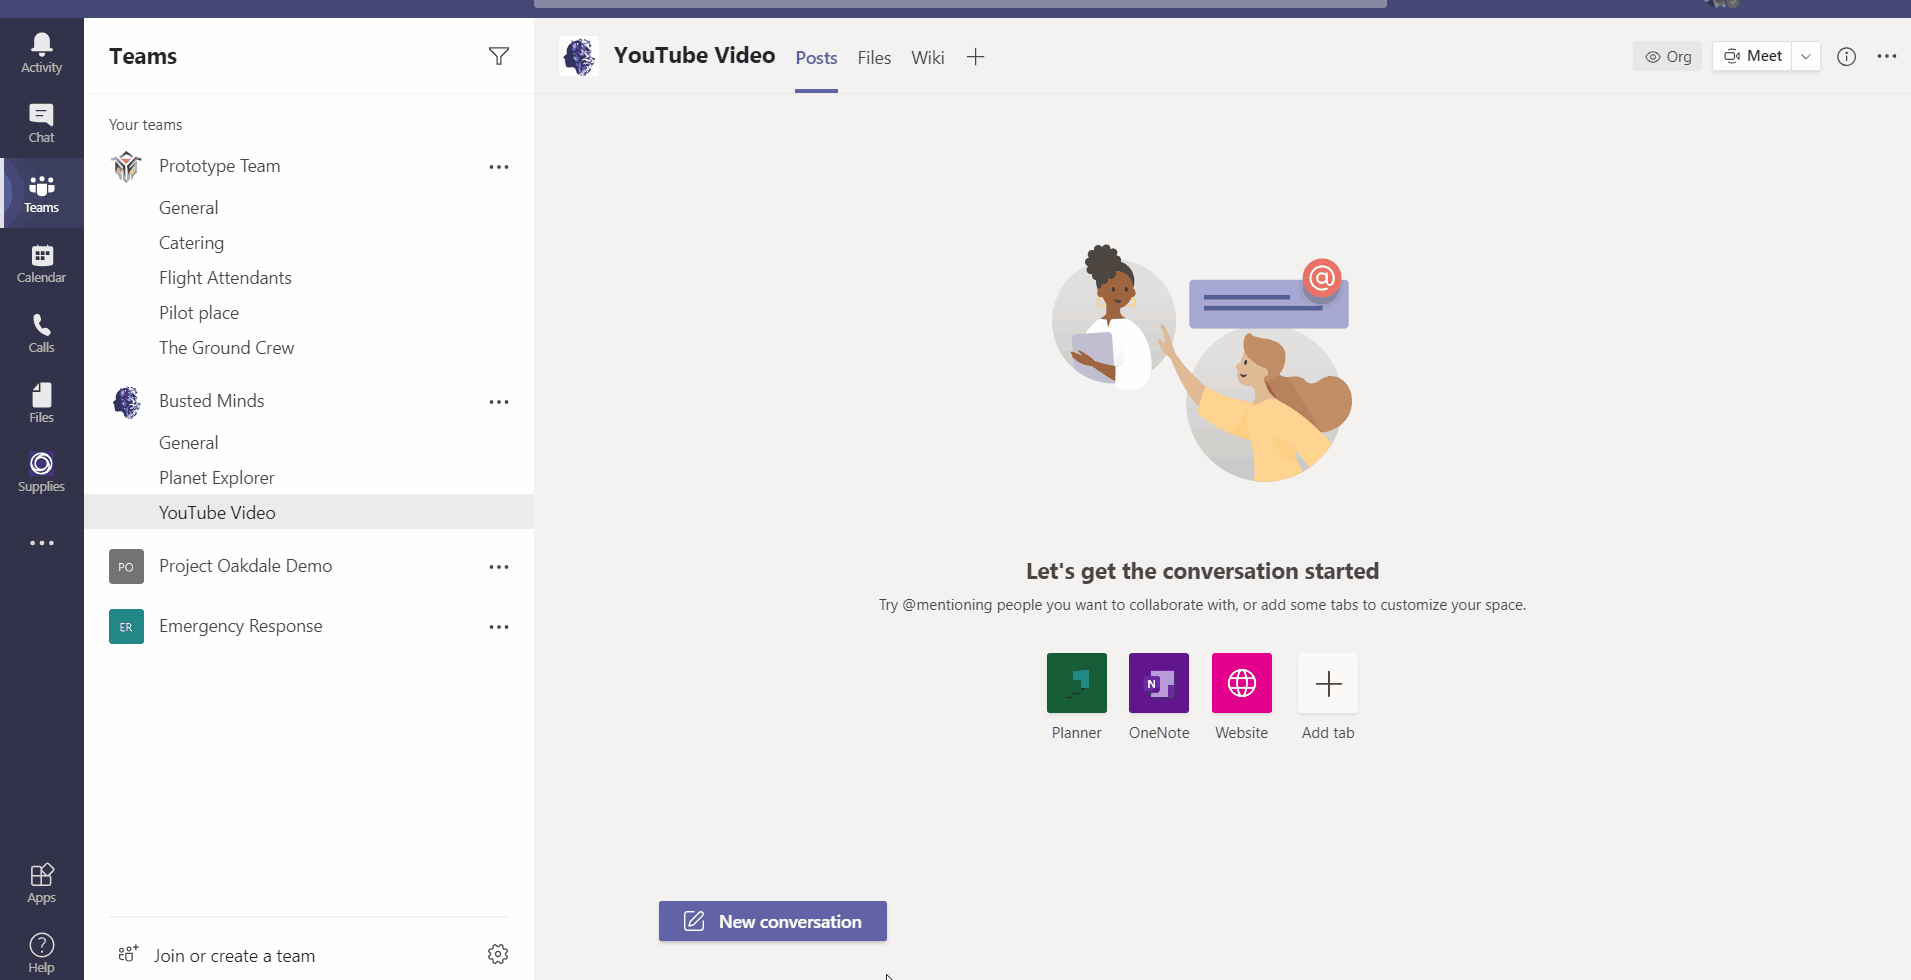 Activity
Chat
Teams
Calendar
Calls
Files
Supplies
Apps
Help
Teams
Your teams
Prototype Team
General
Catering
Flight Attendants
Pilot place
The Ground Crew
Busted Minds
General
Planet Explorer
YouTube Video
PO Project Oakdale Demo
ER Emergency Response
Join or create a team
YouTube Video Posts Files Wiki
Org Meet
@
Let's get the conversation started
Try @mentioning people you want to collaborate with, or add some tabs to customize your space.
N
Planner OneNote Website Add tab
New conversation